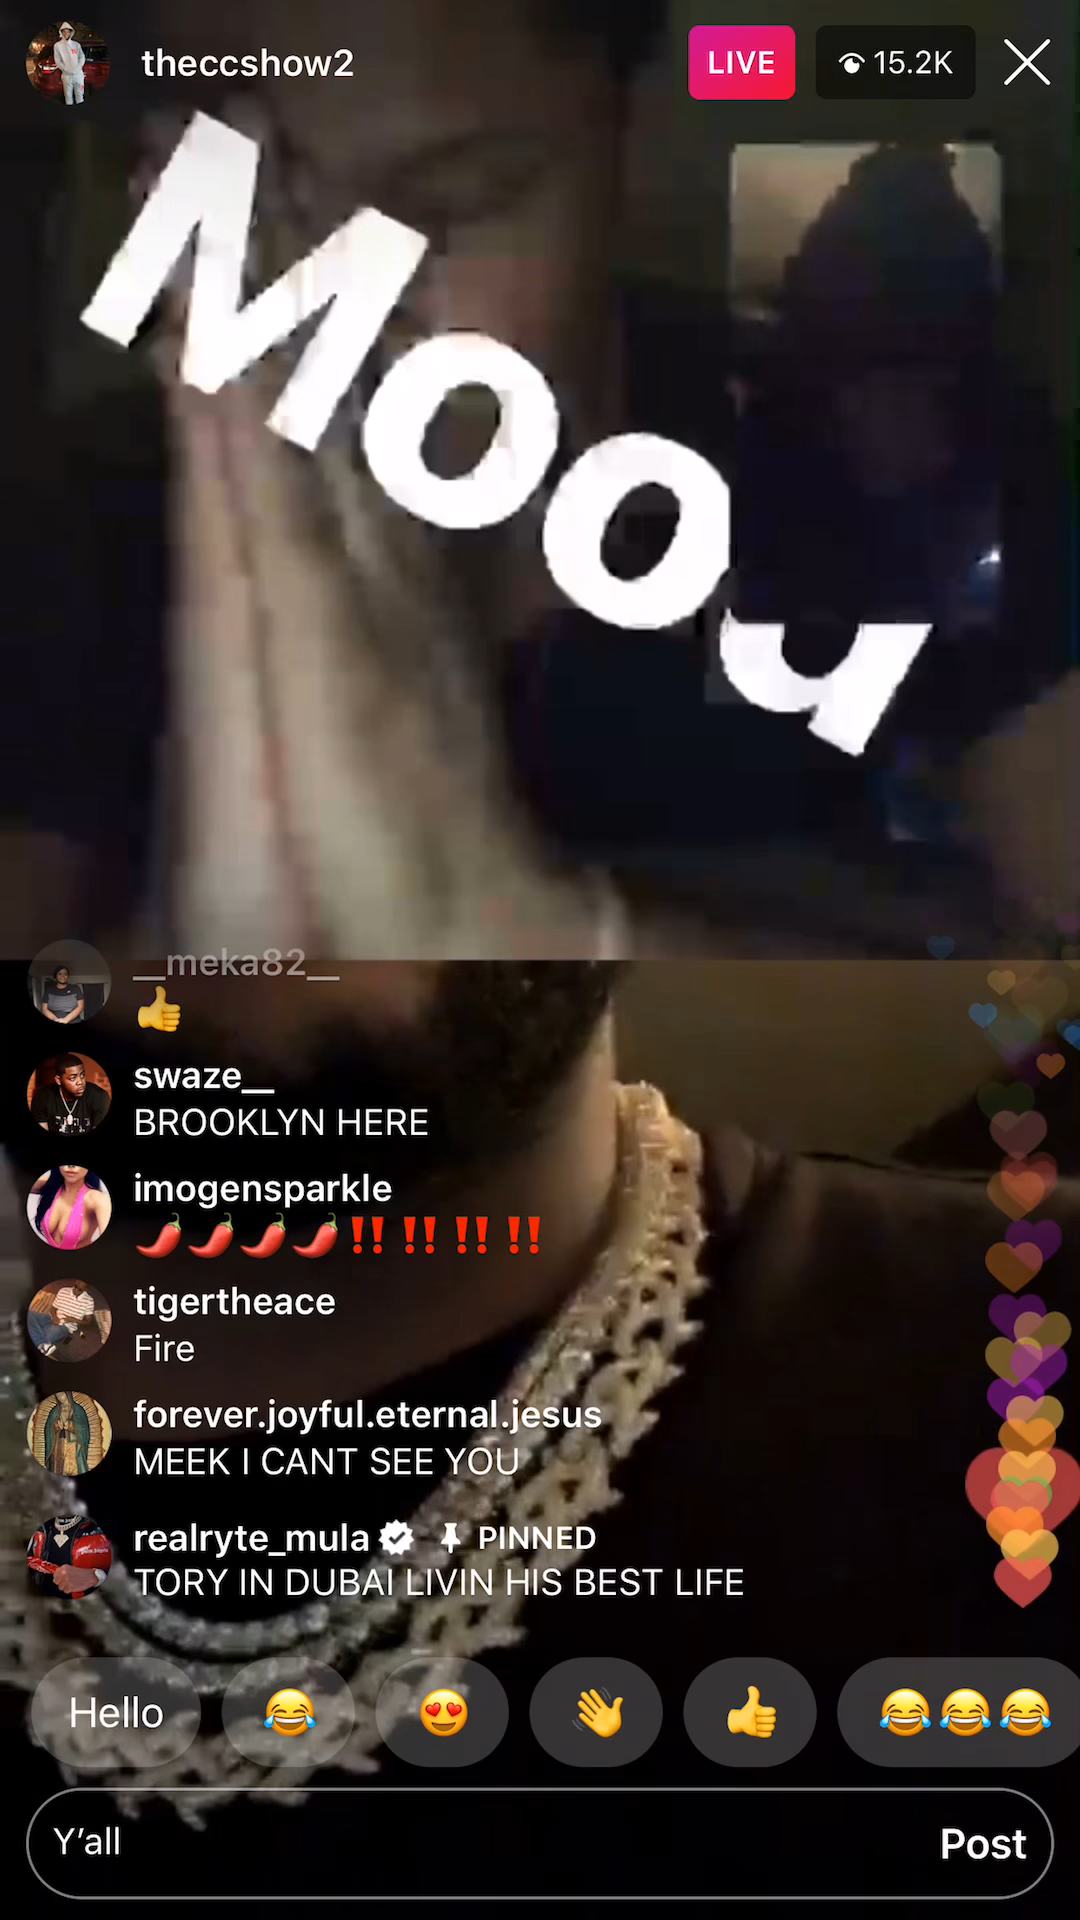 theccshow2
LIVE
15.2K
Moo
__meka82__
👍
swaze__
BROOKLYN HERE
imogensparkle
🌶️🌶️🌶️🌶️‼️‼️‼️‼️
tigertheace
Fire
forever.joyful.eternal.jesus
MEEK I CANT SEE YOU
realryte_mula PINNED
TORY IN DUBAI LIVIN HIS BEST LIFE
Hello 😂 😍 👋 👍 😂😂😂
Y’all
Post